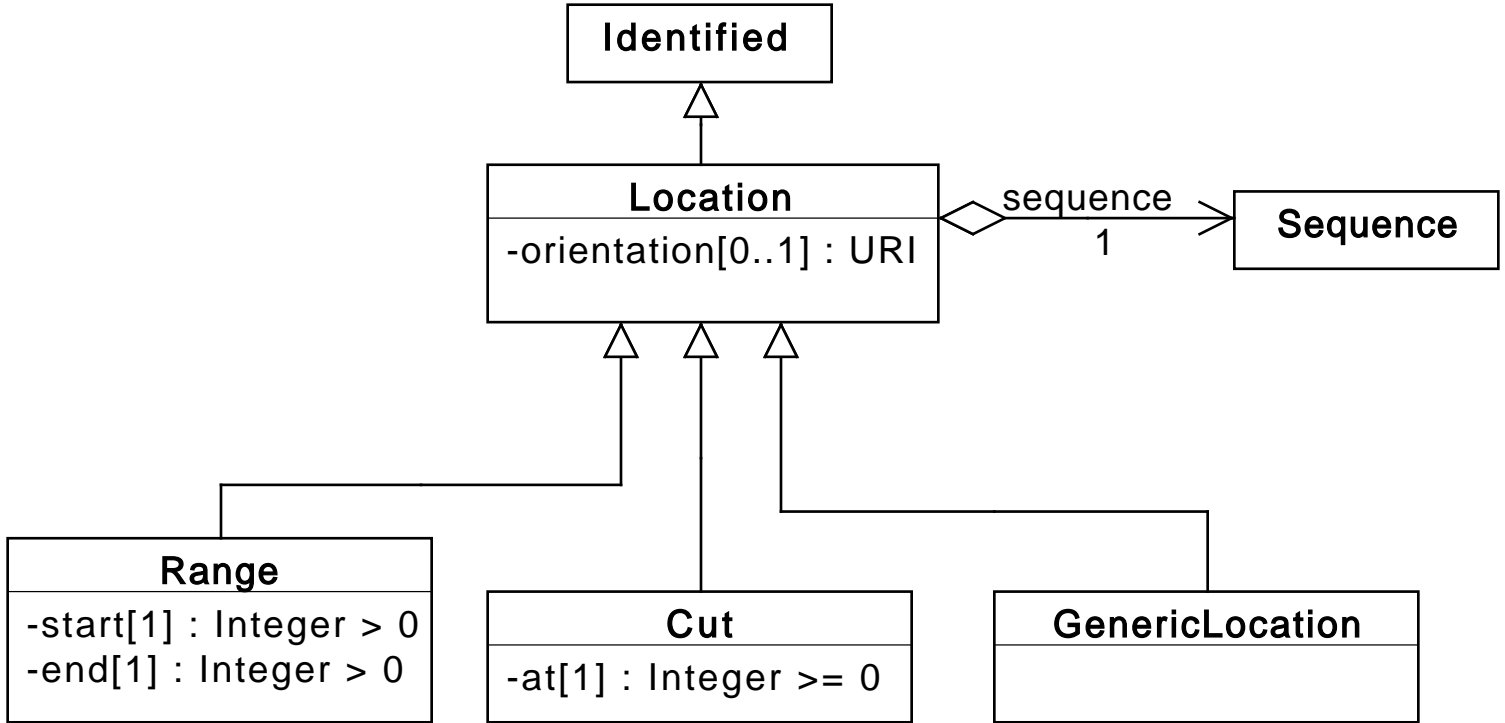 Identified
Location
-orientation[0..1] : URI
sequence
1
Sequence
Range
-start[1] : Integer > 0
-end[1] : Integer > 0
Cut
-at[1] : Integer >= 0
GenericLocation